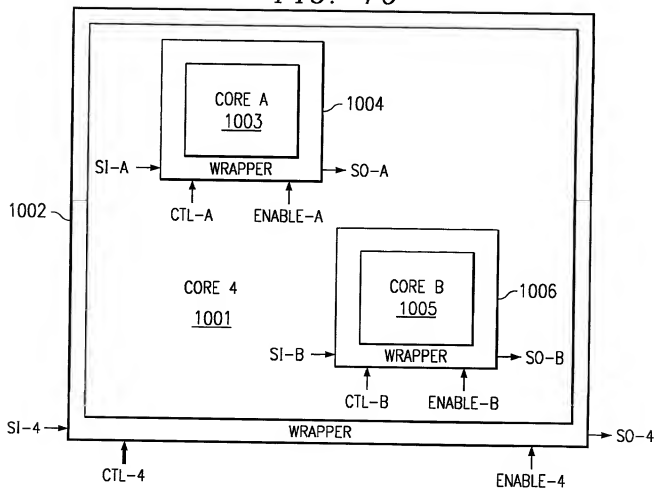 CORE A
1003
1004
WRAPPER
SI-A
SO-A
CTL-A
ENABLE-A
1002
CORE 4
1001
CORE B
1005
1006
WRAPPER
SI-B
SO-B
CTL-B
ENABLE-B
SI-4
WRAPPER
SO-4
CTL-4
ENABLE-4